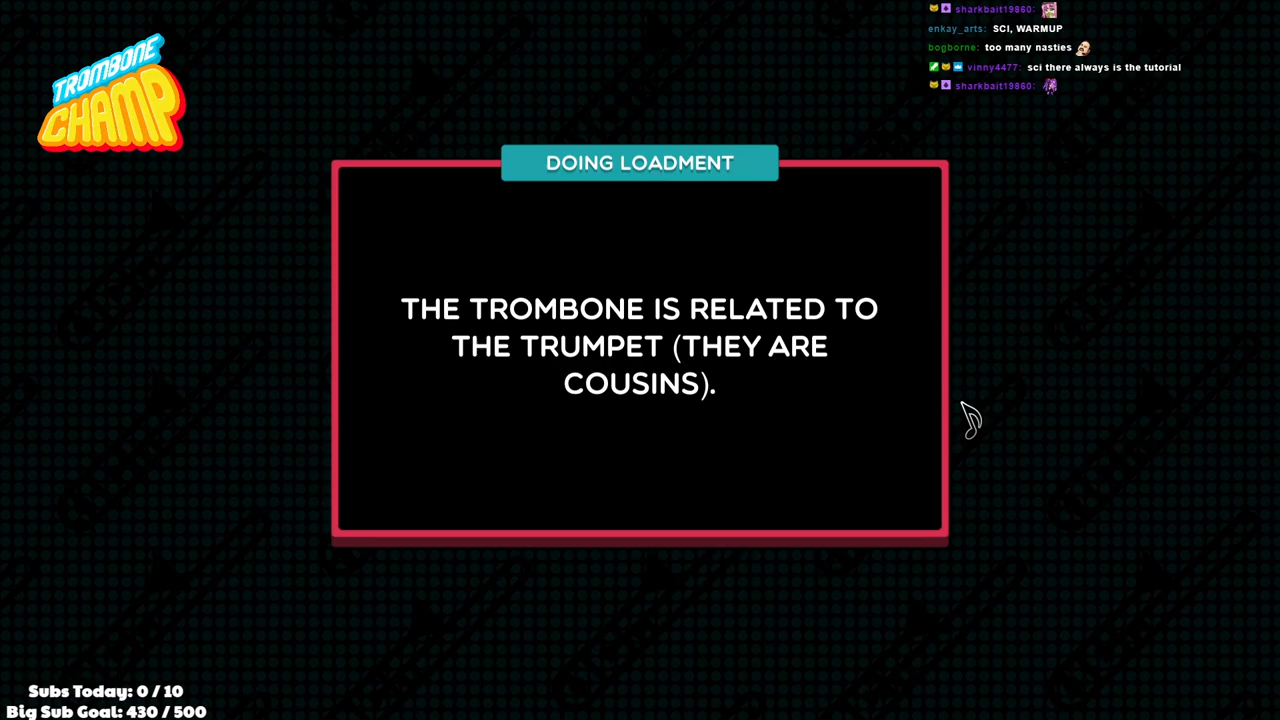 TROMBONE
CHAMP
sharkbait19860:
enkay_arts: SCI, WARMUP
bogborne: too many nasties
vinny4477: sci there always is the tutorial
sharkbait19860:
DOING LOADMENT
THE TROMBONE IS RELATED TO
THE TRUMPET (THEY ARE
COUSINS).
Subs Today: 0 / 10
Big Sub Goal: 430 / 500